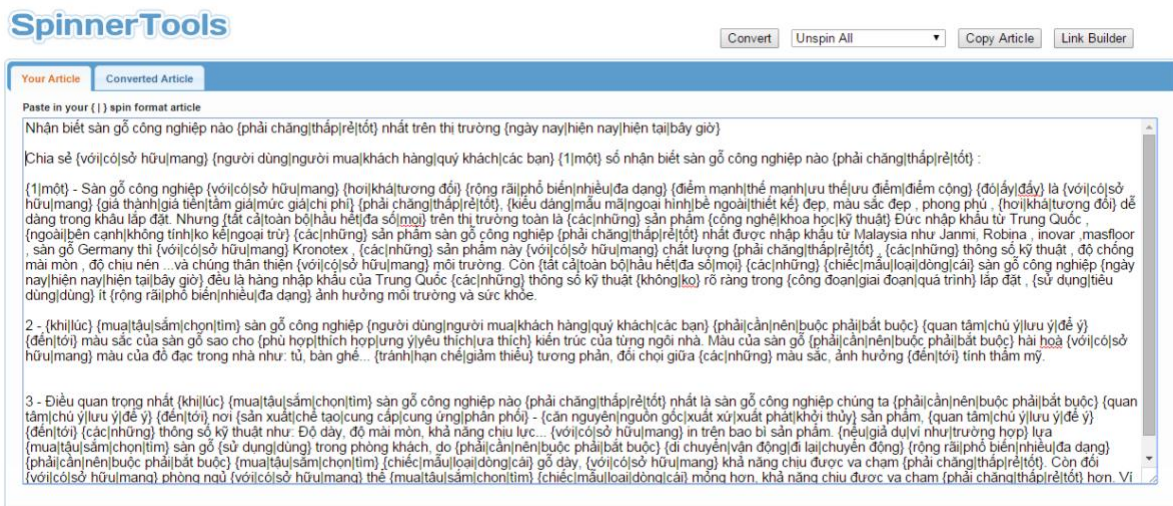 SpinnerTools
Convert Unspin All Copy Article Link Builder
Your Article Converted Article
Paste in your { | } spin format article
Nhận biết sàn gỗ công nghiệp nào {phải chăng|thấp|rẻ|tốt} nhất trên thị trường {ngày nay|hiện nay|hiện tại|bây giờ}
Chia sẻ {với|có|sở hữu|mang} {người dùng|người mua|khách hàng|quý khách|các bạn} {1|một} số nhận biết sàn gỗ công nghiệp nào {phải chăng|thấp|rẻ|tốt} :
{1|một} - Sàn gỗ công nghiệp {với|có|sở hữu|mang} {hơi|khá|tương đối} {rộng rãi|phổ biến|nhiều|đa dạng} {điểm mạnh|thế mạnh|ưu thế|ưu điểm|điểm cộng} {đó|ấy|đấy} là {với|có|sở
hữu|mang} {giá thành|giá tiền|tầm giá|mức giá|chi phí} {phải chăng|thấp|rẻ|tốt}, {kiểu dáng|mẫu mã|ngoại hình|bề ngoài|thiết kế} đẹp, màu sắc đẹp , phong phú , {hơi|khá|tương đối} dễ
dàng trong khâu lắp đặt. Nhưng {tất cả|toàn bộ|hầu hết|đa số|mọi} trên thị trường toàn là {các|những} sản phẩm {công nghệ|khoa học|kỹ thuật} Đức nhập khẩu từ Trung Quốc ,
{ngoài|bên cạnh|không tính|ko kể|ngoại trừ} {các|những} sản phẩm sàn gỗ công nghiệp {phải chăng|thấp|rẻ|tốt} nhất được nhập khẩu từ Malaysia như Janmi, Robina , inovar ,masfloor
, sàn gỗ Germany thì {với|có|sở hữu|mang} Kronotex , {các|những} sản phẩm này {với|có|sở hữu|mang} chất lượng {phải chăng|thấp|rẻ|tốt} , {các|những} thông số kỹ thuật , độ chống
mài mòn , độ chịu nén ...và chúng thân thiện {với|có|sở hữu|mang} môi trường. Còn {tất cả|toàn bộ|hầu hết|đa số|mọi} {các|những} {chiếc|mẫu|loại|dòng|cái} sàn gỗ công nghiệp {ngày
nay|hiện nay|hiện tại|bây giờ} đều là hàng nhập khẩu của Trung Quốc {các|những} thông số kỹ thuật {không|ko} rõ ràng trong {công đoạn|giai đoạn|quá trình} lắp đặt , {sử dụng|tiêu
dùng|dùng} ít {rộng rãi|phổ biến|nhiều|đa dạng} ảnh hưởng môi trường và sức khỏe.
2 - {khi|lúc} {mua|tậu|sắm|chọn|tìm} sàn gỗ công nghiệp {người dùng|người mua|khách hàng|quý khách|các bạn} {phải|cần|nên|buộc phải|bắt buộc} {quan tâm|chú ý|lưu ý|để ý}
{đến|tới} màu sắc của sàn gỗ sao cho {phù hợp|thích hợp|ưng ý|yêu thích|ưa thích} kiến trúc của từng ngôi nhà. Màu của sàn gỗ {phải|cần|nên|buộc phải|bắt buộc} hài hoà {với|có|sở
hữu|mang} màu của đồ đạc trong nhà như: tủ, bàn ghế... {tránh|hạn chế|giảm thiểu} tương phản, đối chọi giữa {các|những} màu sắc, ảnh hưởng {đến|tới} tính thẩm mỹ.
3 - Điều quan trọng nhất {khi|lúc} {mua|tậu|sắm|chọn|tìm} sàn gỗ công nghiệp nào {phải chăng|thấp|rẻ|tốt} nhất là sàn gỗ công nghiệp chúng ta {phải|cần|nên|buộc phải|bắt buộc} {quan
tâm|chú ý|lưu ý|để ý} {đến|tới} nơi {sản xuất|chế tạo|cung cấp|cung ứng|phân phối} - {căn nguyên|nguồn gốc|xuất xứ|xuất phát|khởi thủy} sản phẩm, {quan tâm|chú ý|lưu ý|để ý}
{đến|tới} {các|những} thông số kỹ thuật như: Độ dày, độ mài mòn, khả năng chịu lực... {với|có|sở hữu|mang} in trên bao bì sản phẩm. {nếu|giả dụ|ví như|trường hợp} lựa
{mua|tậu|sắm|chọn|tìm} sàn gỗ {sử dụng|tiêu dùng|dùng} trong phòng khách, do {phải|cần|nên|buộc phải|bắt buộc} {di chuyển|vận động|đi lại|chuyển động} {rộng rãi|phổ biến|nhiều|đa dạng}
{phải|cần|nên|buộc phải|bắt buộc} {mua|tậu|sắm|chọn|tìm} {chiếc|mẫu|loại|dòng|cái} gỗ dày, {với|có|sở hữu|mang} khả năng chịu được va chạm {phải chăng|thấp|rẻ|tốt}. Còn đối
{với|có|sở hữu|mang} phòng ngủ {với|có|sở hữu|mang} thể {mua|tậu|sắm|chọn|tìm} {chiếc|mẫu|loại|dòng|cái} mỏng hơn, khả năng chịu được va chạm {phải chăng|thấp|rẻ|tốt} hơn. Ví